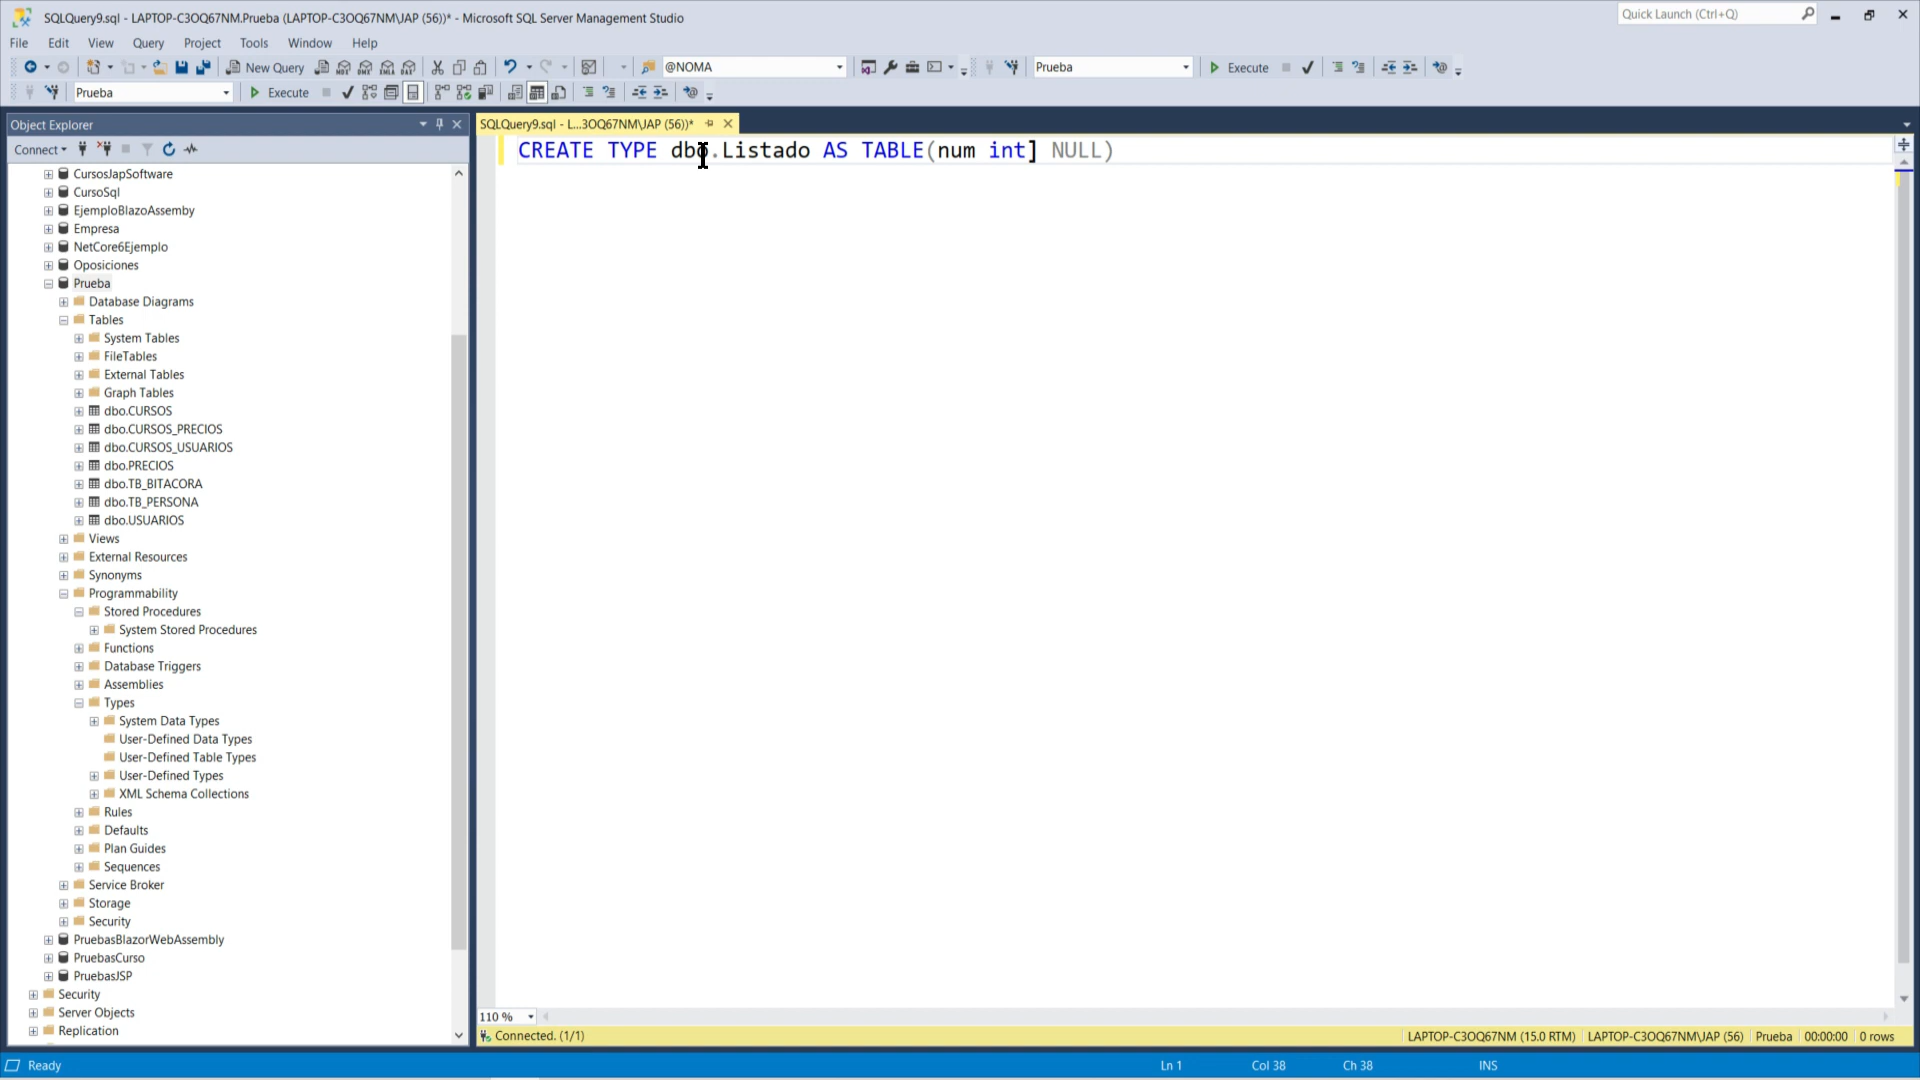 SQLQuery9.sql - LAPTOP-C3OQ67NM.Prueba (LAPTOP-C3OQ67NM\JAP (56))* - Microsoft SQL Server Management Studio
Quick Launch (Ctrl+Q)
File Edit View Query Project Tools Window Help
New Query @NOMA Prueba Execute
Prueba Execute
Object Explorer
SQLQuery9.sql - L...3OQ67NM\JAP (56))*
Connect
CREATE TYPE dbo.Listado AS TABLE(num int] NULL)
CursosJapSoftware
CursoSql
EjemploBlazoAssemby
Empresa
NetCore6Ejemplo
Oposiciones
Prueba
Database Diagrams
Tables
System Tables
FileTables
External Tables
Graph Tables
dbo.CURSOS
dbo.CURSOS_PRECIOS
dbo.CURSOS_USUARIOS
dbo.PRECIOS
dbo.TB_BITACORA
dbo.TB_PERSONA
dbo.USUARIOS
Views
External Resources
Synonyms
Programmability
Stored Procedures
System Stored Procedures
Functions
Database Triggers
Assemblies
Types
System Data Types
User-Defined Data Types
User-Defined Table Types
User-Defined Types
XML Schema Collections
Rules
Defaults
Plan Guides
Sequences
Service Broker
Storage
Security
PruebasBlazorWebAssembly
PruebasCurso
PruebasJSP
Security
Server Objects
Replication
110 %
Connected. (1/1) LAPTOP-C3OQ67NM (15.0 RTM) LAPTOP-C3OQ67NM\JAP (56) Prueba 00:00:00 0 rows
Ready Ln 1 Col 38 Ch 38 INS